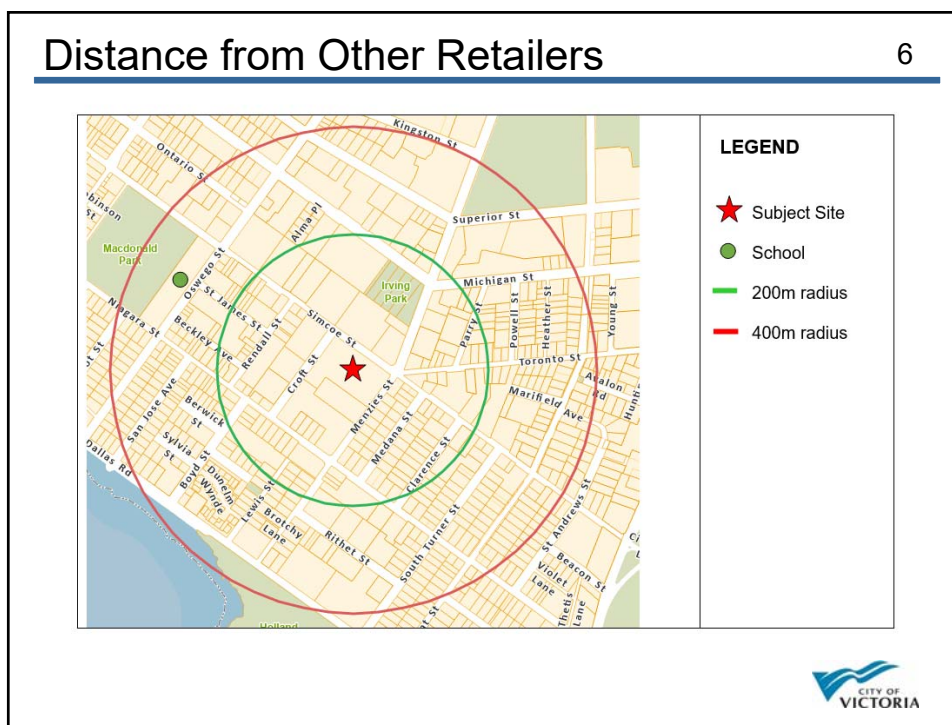 Distance from Other Retailers
6
Kingston St
Ontario St
Superior St
Alma Pl
Macdonald
Park
Oswego St
Irving
Park
Michigan St
St James St
Niagara St
Beckley Ave
Rendall St
Simcoe St
Parry St
Powell St
Heather St
Young St
Croft St
Toronto St
Avalon
Rd
Marifield Ave
San Jose Ave
Menzies St
Medana St
Berwick
St
Clarence St
Dallas Rd
Sylvia
St
Boyd St
Dunelm
Wynde
Lewis St
Brotchy
Lane
Rithet St
South Turner St
St Andrews St
Beacon St
Violet
Lane
Thetis
Lane
LEGEND
Subject Site
School
200m radius
400m radius
CITY OF
VICTORIA